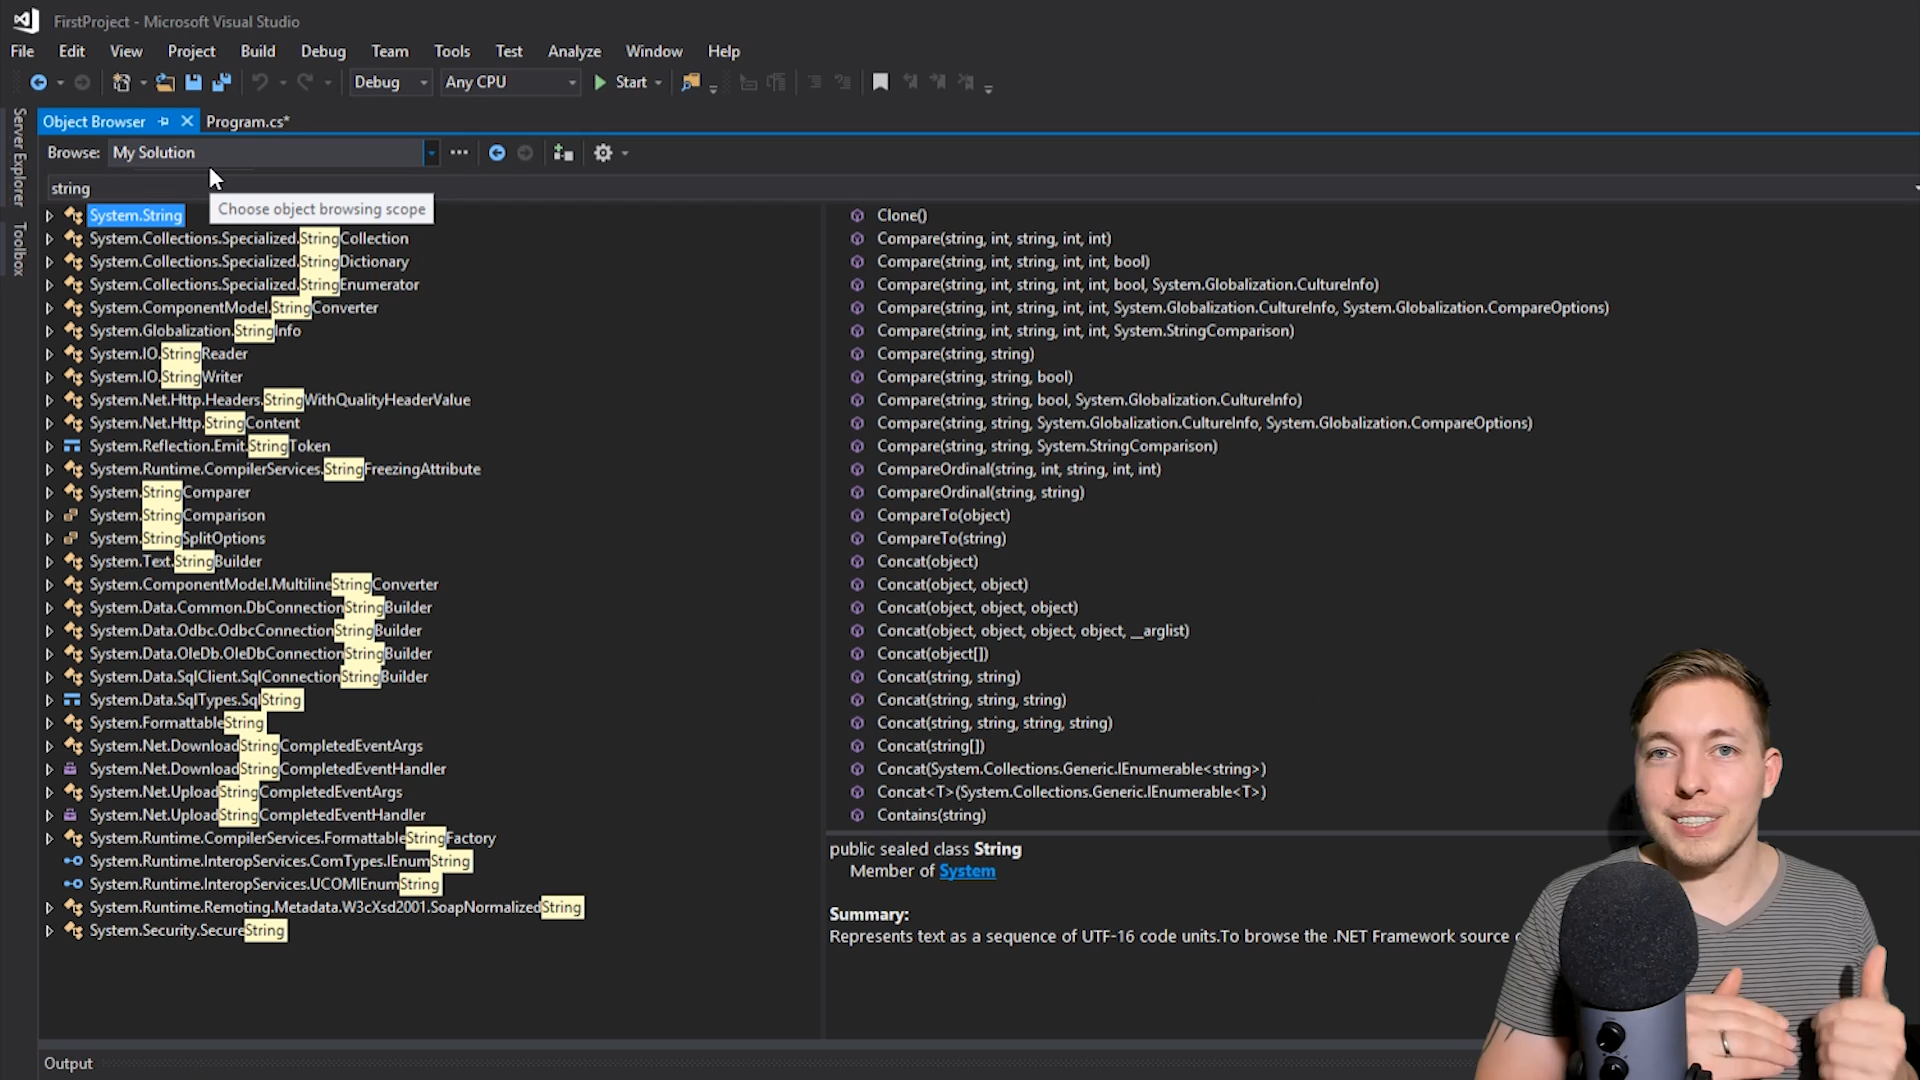 FirstProject - Microsoft Visual Studio
File Edit View Project Build Debug Team Tools Test Analyze Window Help
Debug Any CPU Start
Server Explorer
Toolbox
Object Browser Program.cs*
Browse: My Solution
string
Choose object browsing scope
System.String
System.Collections.Specialized.StringCollection
System.Collections.Specialized.StringDictionary
System.Collections.Specialized.StringEnumerator
System.ComponentModel.StringConverter
System.Globalization.StringInfo
System.IO.StringReader
System.IO.StringWriter
System.Net.Http.Headers.StringWithQualityHeaderValue
System.Net.Http.StringContent
System.Reflection.Emit.StringToken
System.Runtime.CompilerServices.StringFreezingAttribute
System.StringComparer
System.StringComparison
System.StringSplitOptions
System.Text.StringBuilder
System.ComponentModel.MultilineStringConverter
System.Data.Common.DbConnectionStringBuilder
System.Data.Odbc.OdbcConnectionStringBuilder
System.Data.OleDb.OleDbConnectionStringBuilder
System.Data.SqlClient.SqlConnectionStringBuilder
System.Data.SqlTypes.SqlString
System.FormattableString
System.Net.DownloadStringCompletedEventArgs
System.Net.DownloadStringCompletedEventHandler
System.Net.UploadStringCompletedEventArgs
System.Net.UploadStringCompletedEventHandler
System.Runtime.CompilerServices.FormattableStringFactory
System.Runtime.InteropServices.ComTypes.IEnumString
System.Runtime.InteropServices.UCOMIEnumString
System.Runtime.Remoting.Metadata.W3cXsd2001.SoapNormalizedString
System.Security.SecureString
Clone()
Compare(string, int, string, int, int)
Compare(string, int, string, int, int, bool)
Compare(string, int, string, int, int, bool, System.Globalization.CultureInfo)
Compare(string, int, string, int, int, System.Globalization.CultureInfo, System.Globalization.CompareOptions)
Compare(string, int, string, int, int, System.StringComparison)
Compare(string, string)
Compare(string, string, bool)
Compare(string, string, bool, System.Globalization.CultureInfo)
Compare(string, string, System.Globalization.CultureInfo, System.Globalization.CompareOptions)
Compare(string, string, System.StringComparison)
CompareOrdinal(string, int, string, int, int)
CompareOrdinal(string, string)
CompareTo(object)
CompareTo(string)
Concat(object)
Concat(object, object)
Concat(object, object, object)
Concat(object, object, object, object, __arglist)
Concat(object[])
Concat(string, string)
Concat(string, string, string)
Concat(string, string, string, string)
Concat(string[])
Concat(System.Collections.Generic.IEnumerable<string>)
Concat<T>(System.Collections.Generic.IEnumerable<T>)
Contains(string)
public sealed class String
Member of System
Summary:
Represents text as a sequence of UTF-16 code units.To browse the .NET Framework source
Output